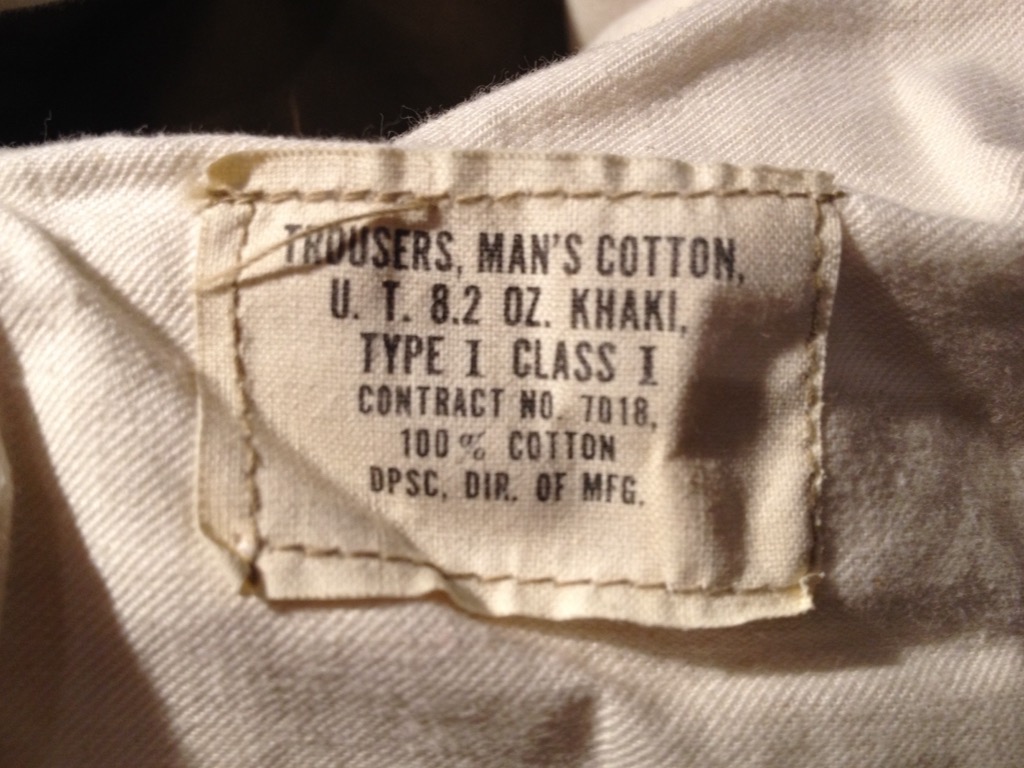 TROUSERS, MAN'S COTTON,
U. T. 8.2 OZ. KHAKI,
TYPE I CLASS I
CONTRACT NO. 7018,
100% COTTON
DPSC, DIR. OF MFG.